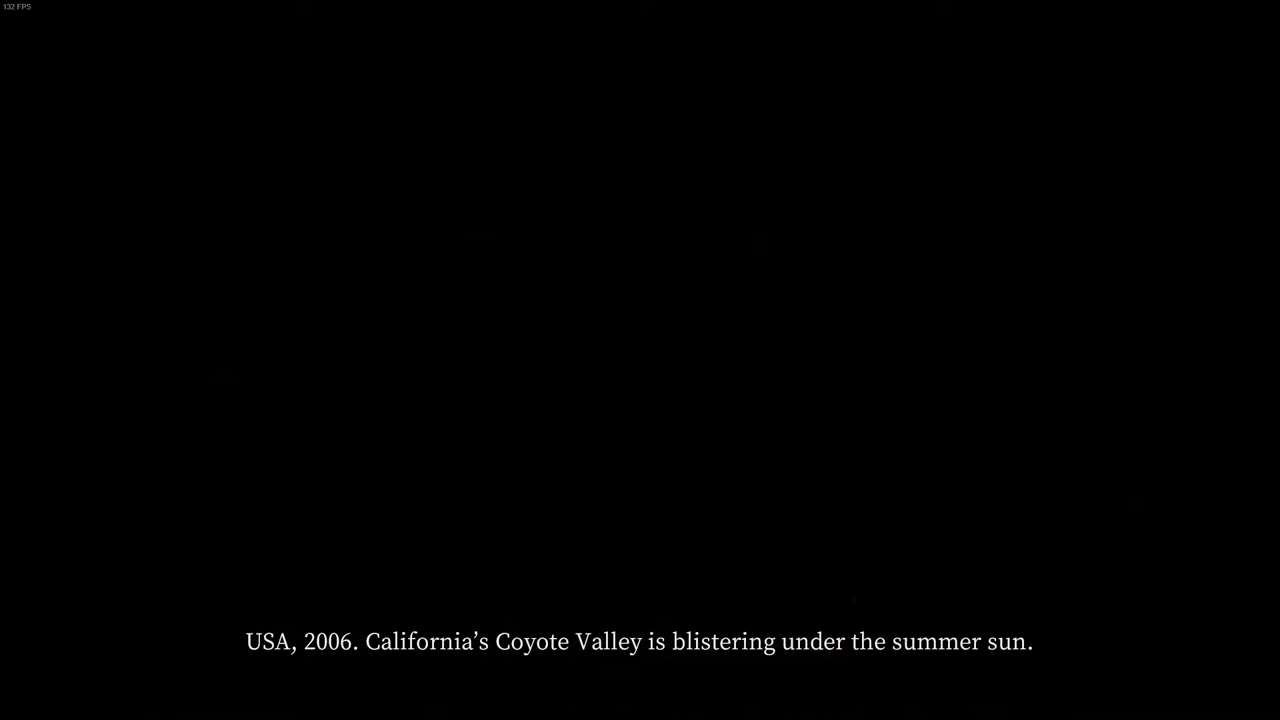 132 FPS
USA, 2006. California’s Coyote Valley is blistering under the summer sun.